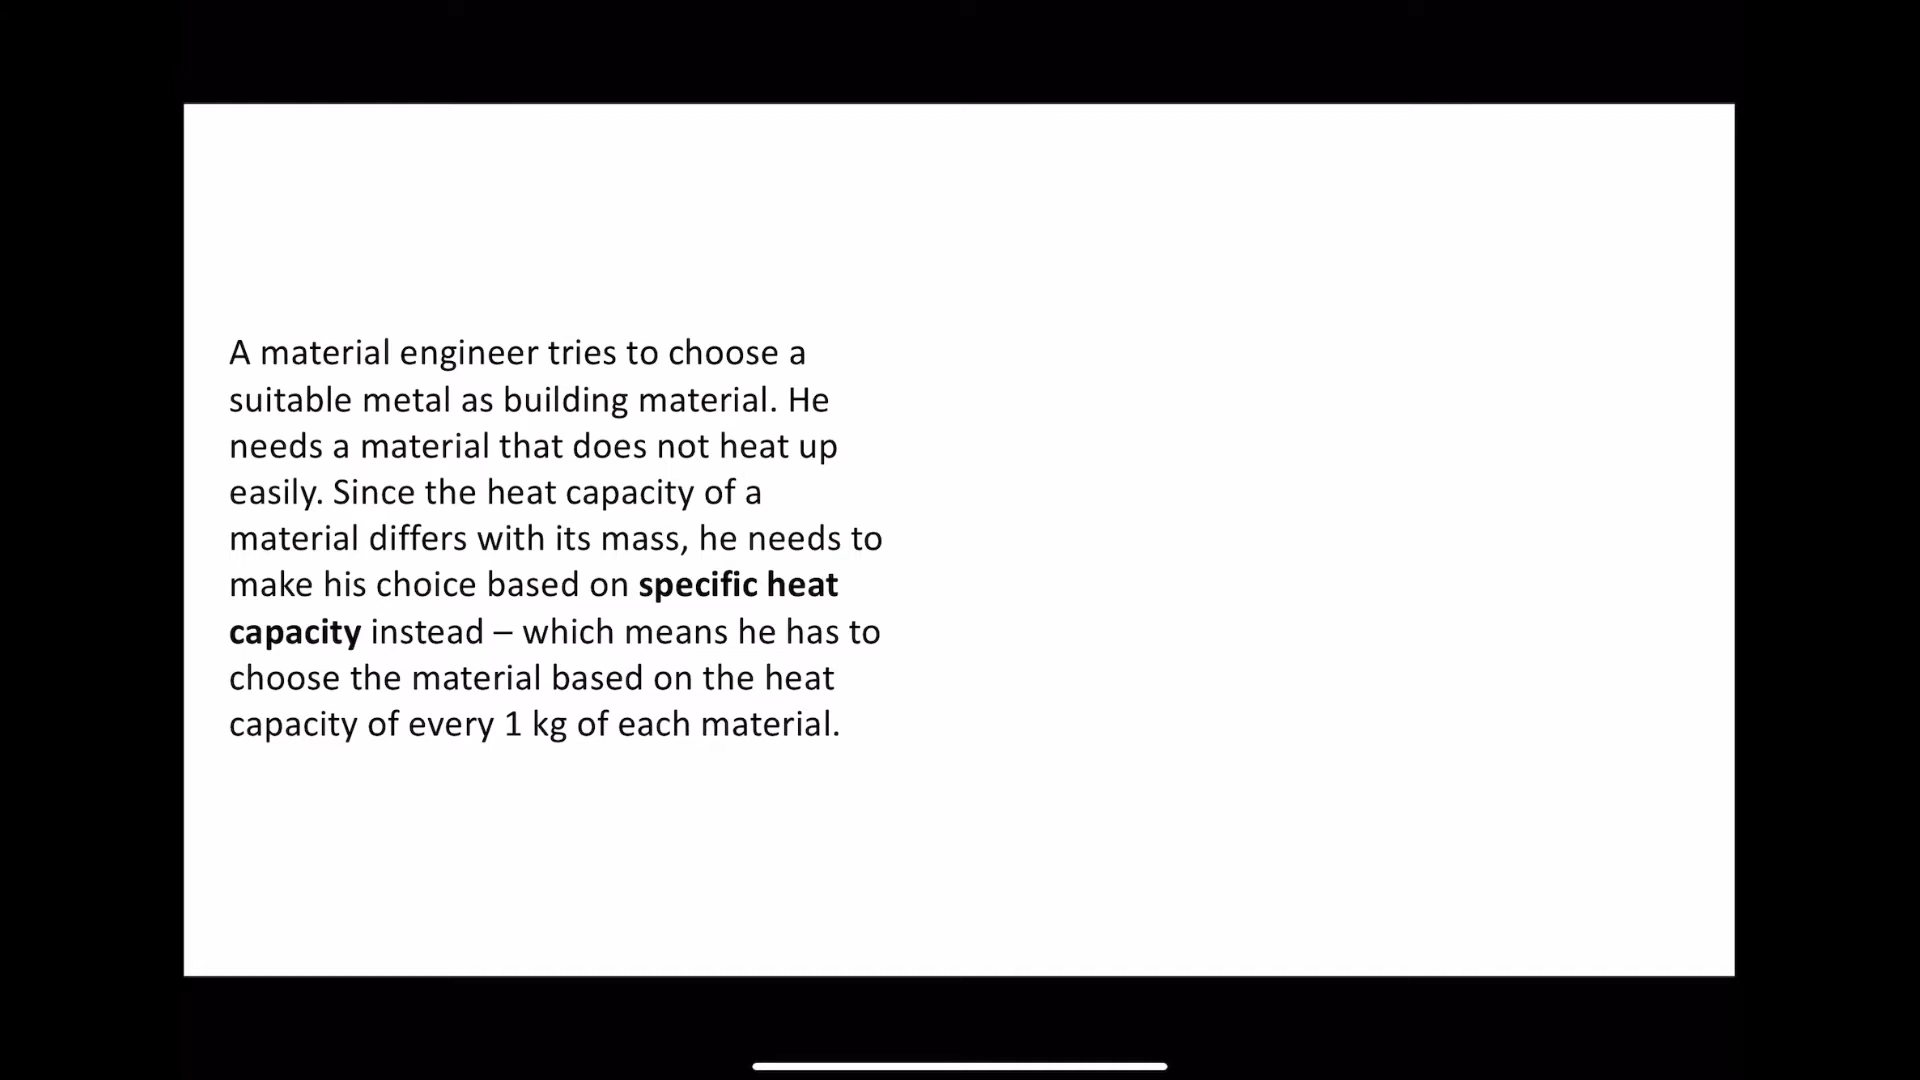 A material engineer tries to choose a
suitable metal as building material. He
needs a material that does not heat up
easily. Since the heat capacity of a
material differs with its mass, he needs to
make his choice based on specific heat
capacity instead – which means he has to
choose the material based on the heat
capacity of every 1 kg of each material.